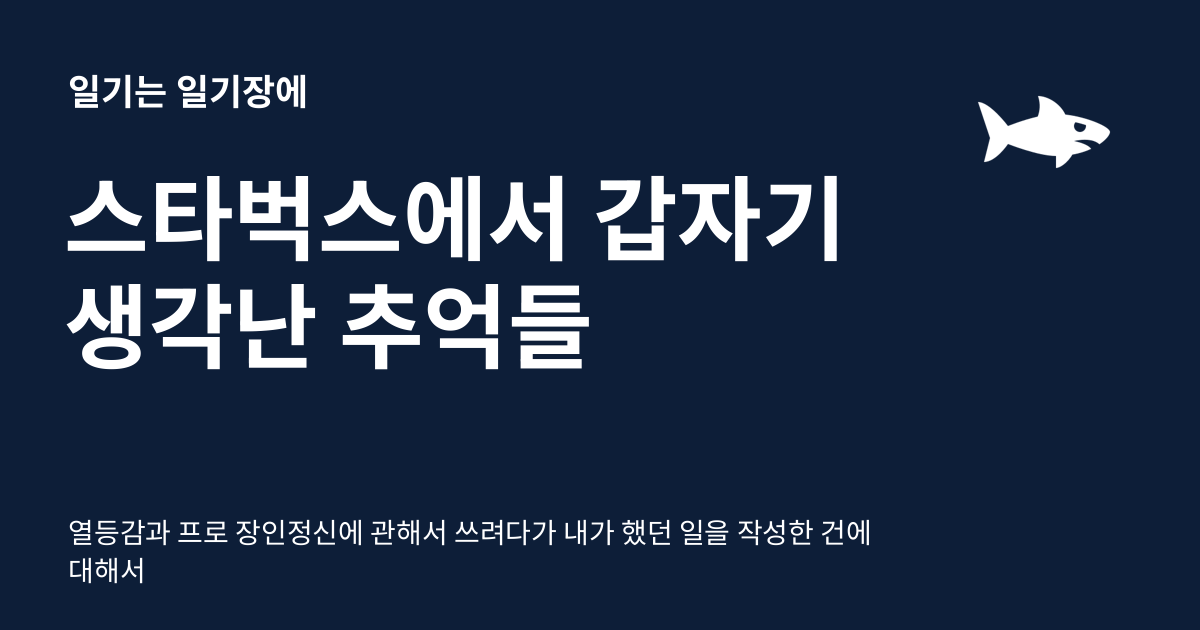 일기는 일기장에
스타벅스에서 갑자기
생각난 추억들
열등감과 프로 장인정신에 관해서 쓰려다가 내가 했던 일을 작성한 건에
대해서